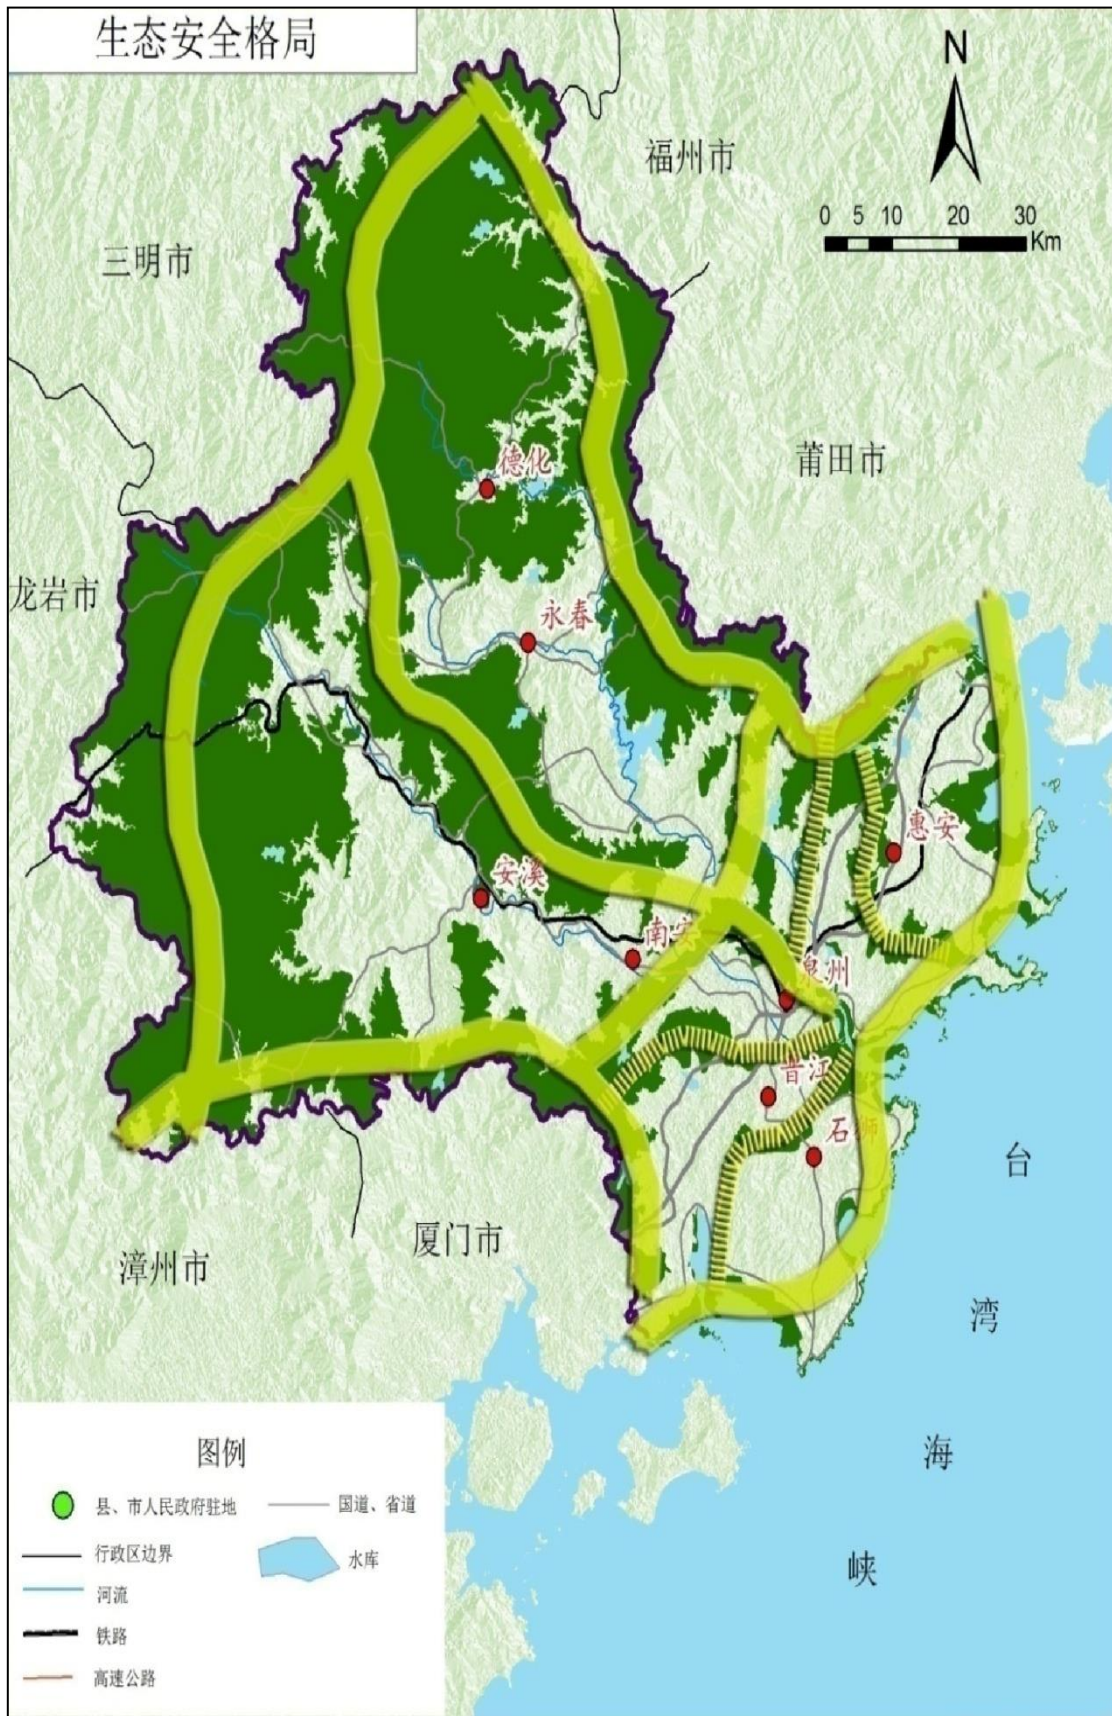 生态安全格局
N
福州市
0 5 10 20 30
Km
三明市
莆田市
德化
龙岩市
永春
惠安
安溪
南安
泉州
晋江
石狮
台
湾
海
峡
厦门市
漳州市
图例
县、市人民政府驻地
国道、省道
行政区边界
水库
河流
铁路
高速公路